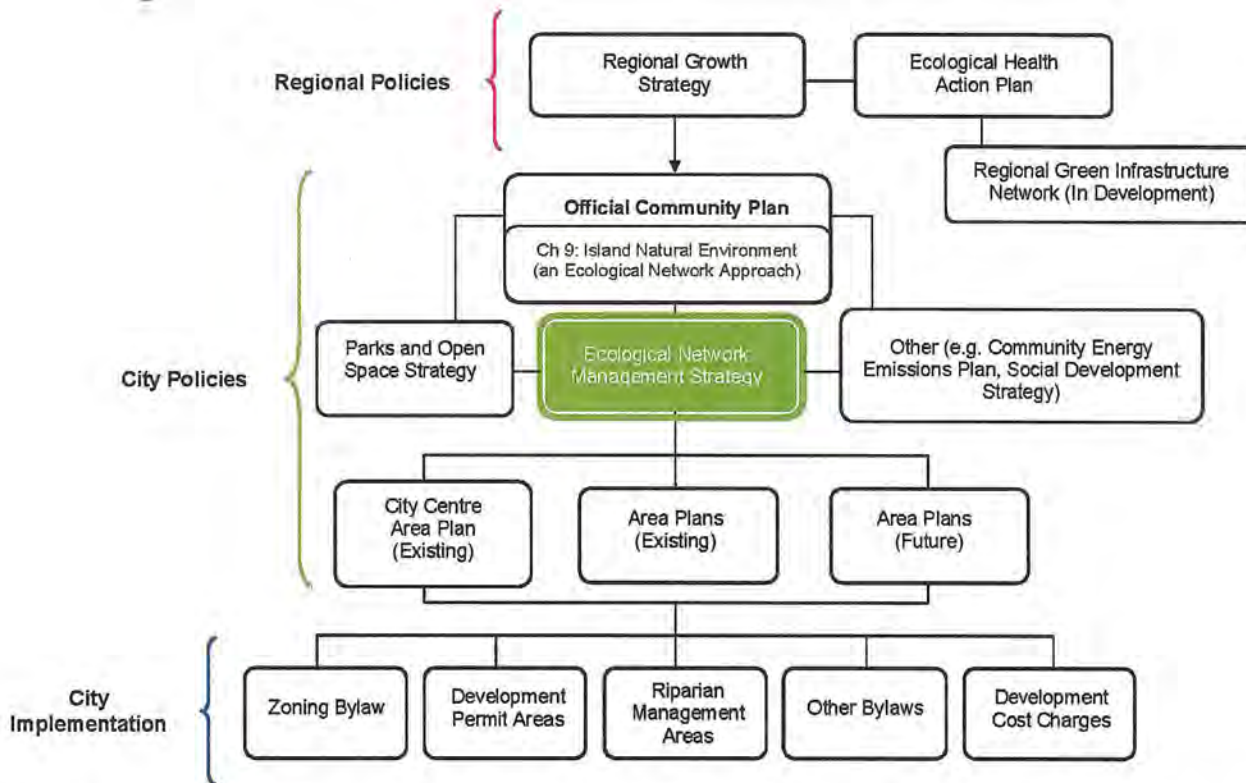 Regional Policies
Regional Growth
Strategy
Ecological Health
Action Plan
Regional Green Infrastructure
Network (In Development)
City Policies
Official Community Plan
Ch 9: Island Natural Environment
(an Ecological Network Approach)
Parks and Open
Space Strategy
Ecological Network
Management Strategy
Other (e.g. Community Energy
Emissions Plan, Social Development
Strategy)
City Centre
Area Plan
(Existing)
Area Plans
(Existing)
Area Plans
(Future)
City
Implementation
Zoning Bylaw
Development
Permit Areas
Riparian
Management
Areas
Other Bylaws
Development
Cost Charges